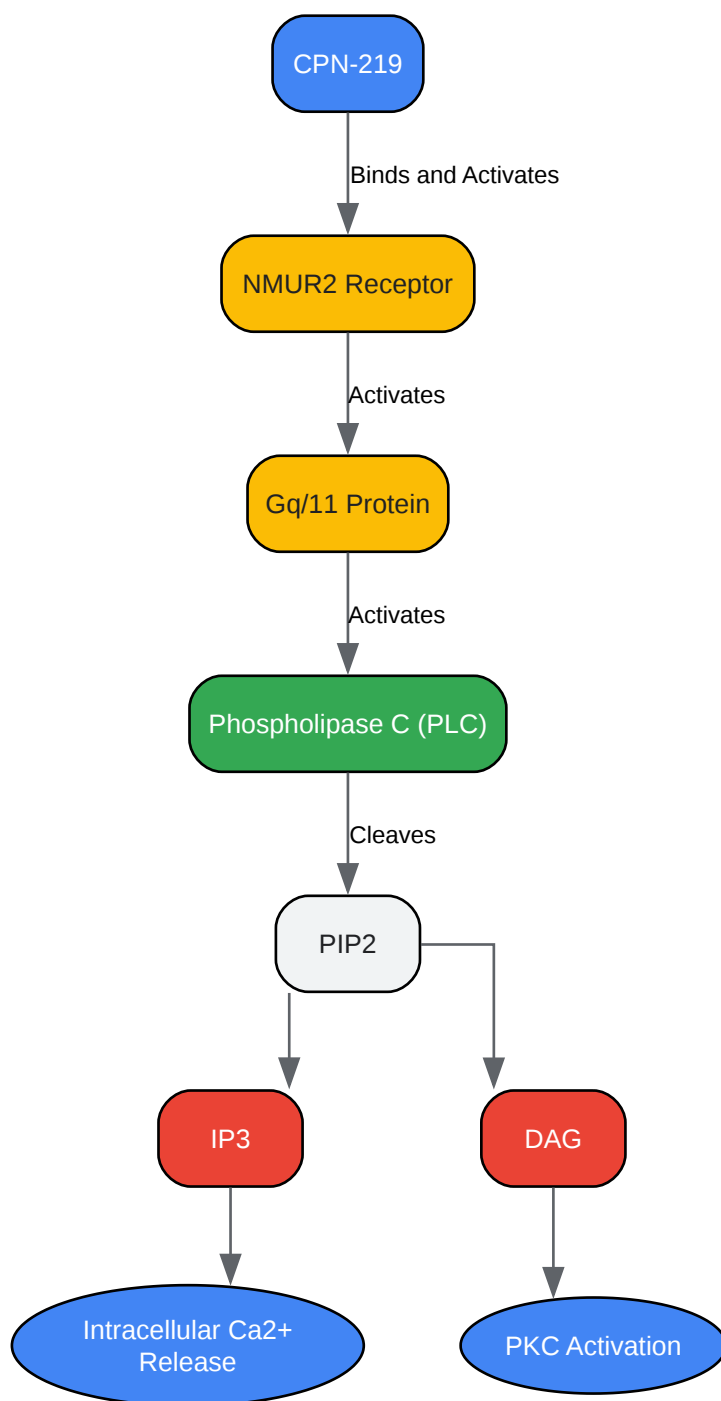 CPN-219
Binds and Activates
NMUR2 Receptor
Activates
Gq/11 Protein
Activates
Phospholipase C (PLC)
Cleaves
PIP2
IP3
DAG
Intracellular Ca2+
Release
PKC Activation